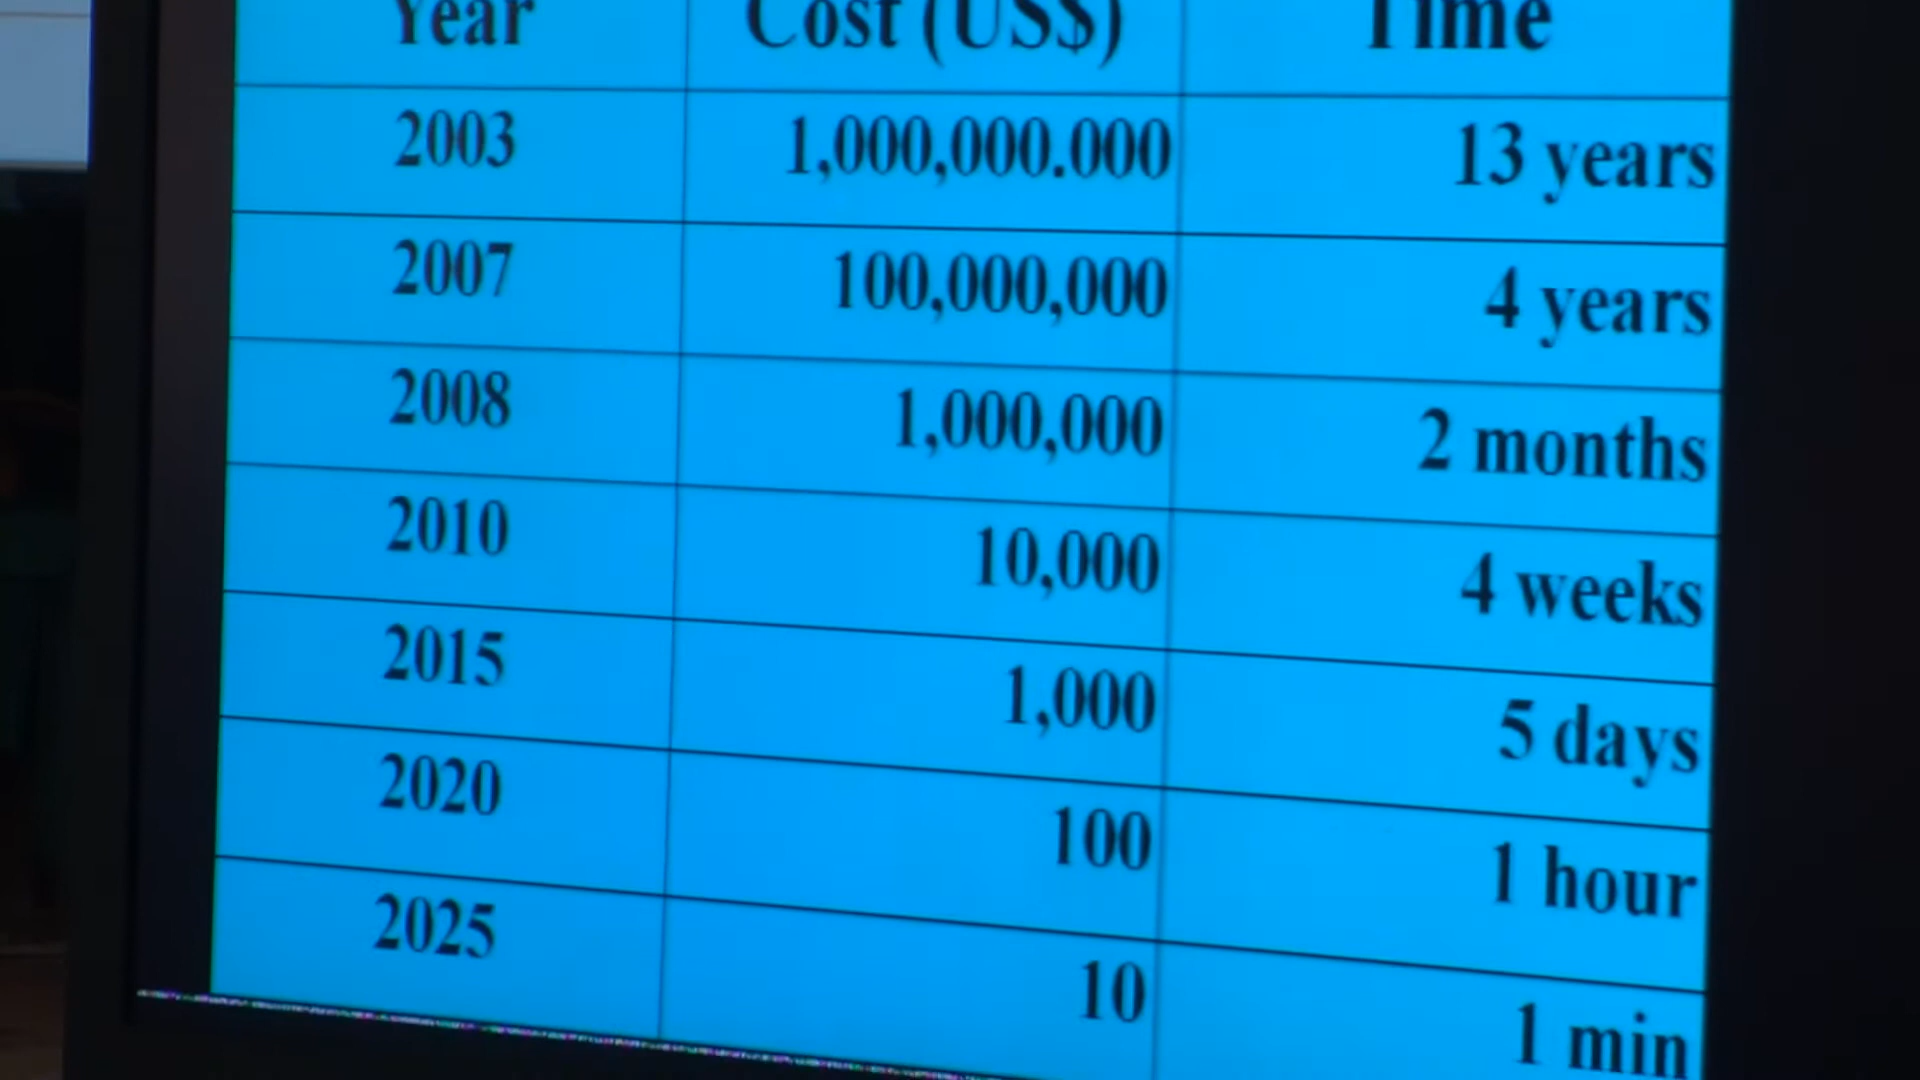 Year Cost (US$) Time
2003 1,000,000.000 13 years
2007 100,000,000 4 years
2008 1,000,000 2 months
2010 10,000 4 weeks
2015 1,000 5 days
2020 100 1 hour
2025 10 1 min